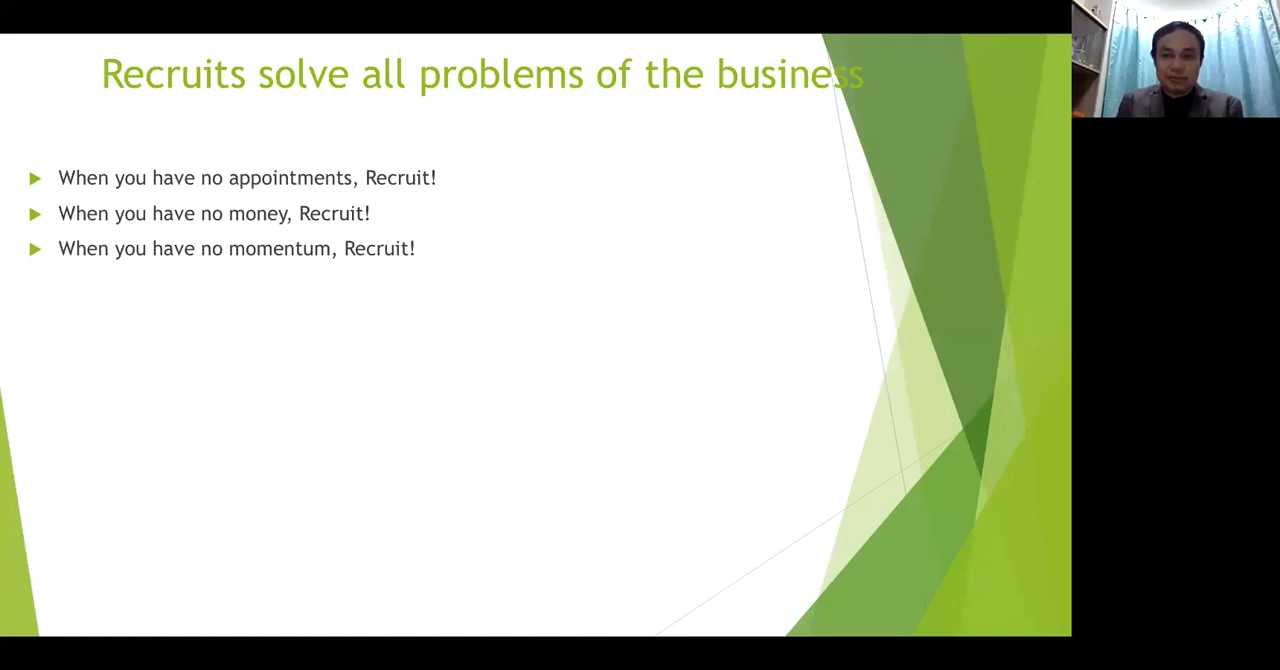 Recruits solve all problems of the business
When you have no appointments, Recruit!
When you have no money, Recruit!
When you have no momentum, Recruit!